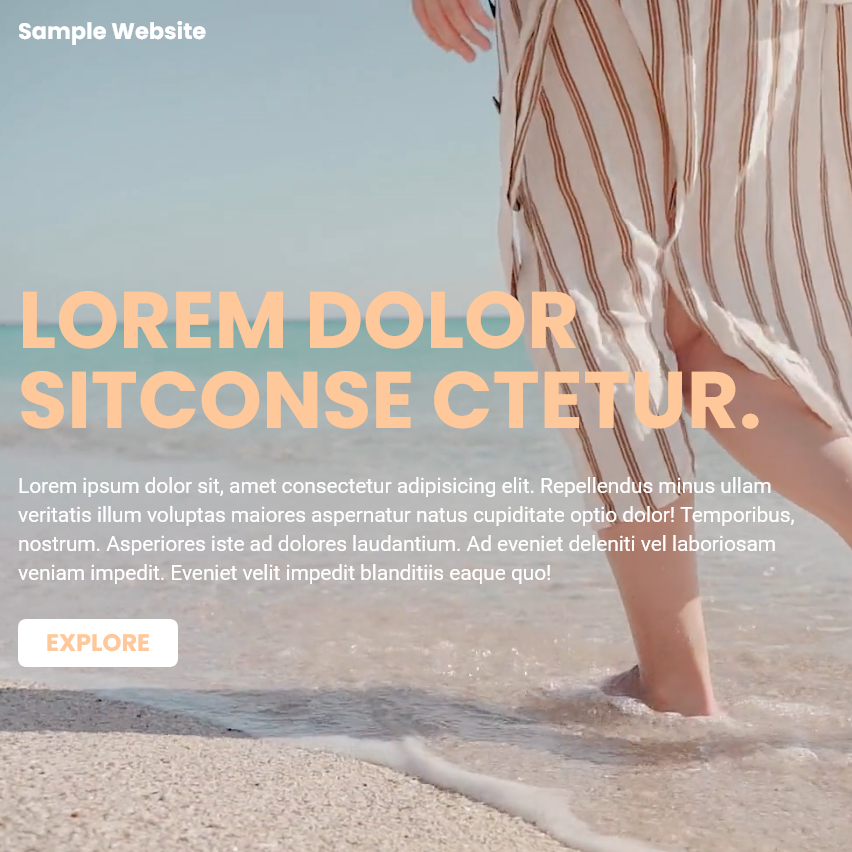 Sample Website
LOREM DOLOR
SITCONSE CTETUR.
Lorem ipsum dolor sit, amet consectetur adipisicing elit. Repellendus minus ullam
veritatis illum voluptas maiores aspernatur natus cupiditate optio dolor! Temporibus,
nostrum. Asperiores iste ad dolores laudantium. Ad eveniet deleniti vel laboriosam
veniam impedit. Eveniet velit impedit blanditiis eaque quo!
EXPLORE